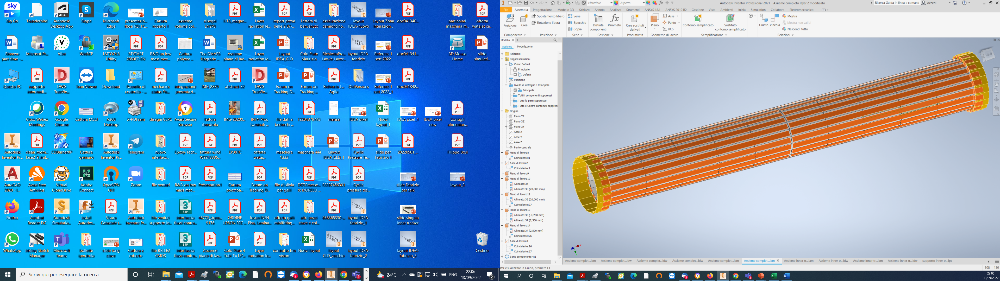 Sky Go
Thunderbird
Autodesk
Desktop App
Skype
Microsoft
Edge
presentazio...
fbosi RD_FC...
Cattura
roberto 1
assieme
volume col...
disegni
LN2P3
HTS_magne...
Layer
radiation le...
report prova
belle 2 07-...
Lettera di
benvenuto
assicurazione
camioncino...
layout
IDEA-nuovo
Layout Zona
Interazion...
doc041340...
particolari
maschera m...
offerta
watajet ce...
Rinnovo
part-time -...
MicrosoftPr...
Vibe
WinSCP
LMTOOLS
Utility
STYCAST
2850FT-EN
R&D on low
mass mec...
Cattura
polytec ...
The DMAPS
Upgrade ...
Assieme
piano di lav...
Layer
radiation le...
Layout
IDEA_CLD
Cold Plate
Maurizio
RichiestaPre...
Lav.va-Lavor...
layout IDEA-
fabrizio
Referees 1
sett 2022
doc041341...
3D Mouse
Home
slide
simulati...
Questo PC
supporto
intermedi...
DWG
TrueVie...
TeamViewer
Download
Pannello di
controllo - ...
mechanics
status Pis...
integrazione
presentazi...
IMG_2879
abstract-32
DWG
TrueVie...
Forum on
Tracking D...
Forum on
Tracking ...
Richiesta_L...
Agile
OldVersions
Referees 1
sett 2022_1
doc041342...
Cisco Webex
Meetings
Google
Chrome
Cattura M55J
A360
Desktop
X-PDFsam
disegni CEPC
Avast Secure
Browser
fattura
iberdrola
IMG-20200...
INFN Pisa,
Laminati ...
file dati a
bedeschi ...
F2204379773
marisa
IDEA pixel
Nuovi
layout_1
IDEA pixel_1
IDEA pixel
new
Consigli
alimentari...
Autodesk
Inventor Pr...
clean_room...
fase2_9_trat...
CDBurnerXP
Cattura
gennaro
Autodesk
Inventor Pr...
Telegram
nuovo
interfacc...
Epoxy-Tech...
fattura wind
W2213335...
EP30TC
offerta
wataj...
maschera
1332
maschera 444
Layout
IDEA_CLD_1
Cyclic
Pressure Te...
slide per
Fabrizio 1
20220901_...
Filippo Bosi
AutoCAD
2020 - I...
Avast Free
Antivirus
Virtual
CloneDrive
Adobe
Connect
OpenVPN
GUI
Zoom
file venturi
R&D on low
mass mec...
Presentation1
Cattura
pocofoa...
Forum on
Tracking D...
file di silvia
per galli
DDTEmesso...
& MORELLI ...
F2207456301
Cyclic
pressure tes...
slide Fabrizio
per talk
layout_3
Firefox
Acrobat
Reader DC
Autodesk
Simulatio...
Install
Autodes...
Visura
Catastale t...
Autodesk
Inventor Pr...
file venturi
supporto in...
Interfaccia
flussi contra...
46772_signe...
9176
ORDINE
LOSON FCC ...
loson INFN
Pisa, Lamina...
offerta galli
minifitting...
altri pezzi
stave e col...
058365330-...
layout IDEA-
fabrizio_1
slide singola
Inner tracker
WhatsApp
Inkling Sketch
Manager
Microsoft
Teams
bollette
iperdrola
slide long
stave
Cattura x
roberto
file BELLE2
CMOS
Interfaccia
flussi contra...
Assieme
piano di lav...
Cold Plate 4
Tubi T=15°...
Layer
radiation le...
contratto tim
vision
Nuovi layout
layout
CLD_vecchio
layout IDEA-
fabrizio_2
layout IDEA-
fabrizio_3
Cestino
Scrivi qui per eseguire la ricerca
24°C
ENG
22:06
13/09/2022
Materiale
Aspetto
Autodesk Inventor Professional 2021 Assieme completo layer 2 modificato
Ricerca Guida in linea e comand
Accedi
File
Assembla
Progettazione
Modello 3D
Schizzo
Annota
Analizza
Strumenti
ANSYS 18.1
ANSYS 2019 R2
Gestione
Vista
Ambienti
Inizia
Simulation
Collabora
Elettromeccanico
Posiziona
Crea
Spostamento libero
Rotazione libera
Serie
Specchio
Copia
Distinta
componenti
Parametri
Crea sostituti
derivati
Piano
Asse
Punto
UCS
Contorno semplificato
Sostituto
contorno semplificato
Giunto
Vincola
Mostra
Mostra non validi
Nascondi tutto
Componente
Posizione
Serie
Gestione
Produttività
Geometrie di lavoro
Semplificazione
Relazioni
Modello
Assieme
Modellazione
Relazioni
Rappresentazioni
Vista: Default
Principale
Default
Posizione
Livello di dettaglio : Principale
Principale
Tutti i componenti soppressi
Tutte le parti soppresse
Tutto il Centro contenuti soppres
Origine
Piano YZ
Piano XZ
Piano XY
Asse X
Asse Y
Asse Z
Punto centrale
Piano di lavoro8
Coincidente:1
Asse di lavoro2
Coincidente:1
Piano di lavoro9
Piano di lavoro10
Allineato:34
Allineato:35 (20,000 mm)
Piano di lavoro12
Allineato:35 (20,000 mm)
Coincidente:27
Piano di lavoro13
Allineato:36 (-4,200 mm)
Allineato:37 (2,500 mm)
Piano di lavoro14
Allineato:37 (2,500 mm)
Coincidente:26
Asse di lavoro3
Coincidente:26
Coincidente:27
Serie componente 4:1
Assieme complet...iam
Assieme complet...idw
Assieme complet...idw
Assieme complet...idw
Assieme complet...iam
Assieme complet...iam
Assieme inner tr...iam
Assieme inner tr...idw
Assieme Inner tr...iam
Assieme Inner tr...idw
supporto inner tr...ipt
Per visualizzare la Guida, premere F1
308
130
22:06
13/09/2022